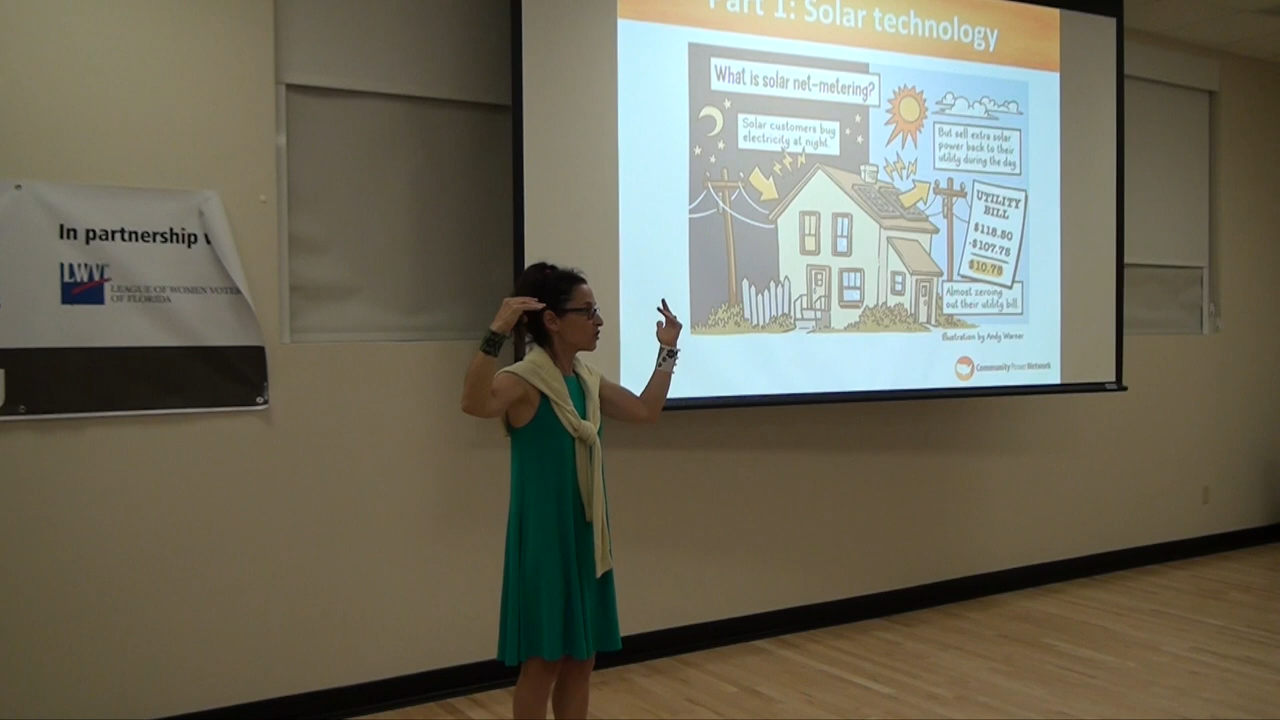 Part 1: Solar technology
What is solar net-metering?
Solar customers buy
electricity at night.
But sell extra solar
power back to their
utility during the day.
UTILITY
BILL
$118.50
-$107.75
$10.75
Almost zeroing
out their utility bill.
Illustration by Andy Warner
Community Power Network
In partnership
LWV
LEAGUE OF WOMEN VOTE
OF FLORIDA